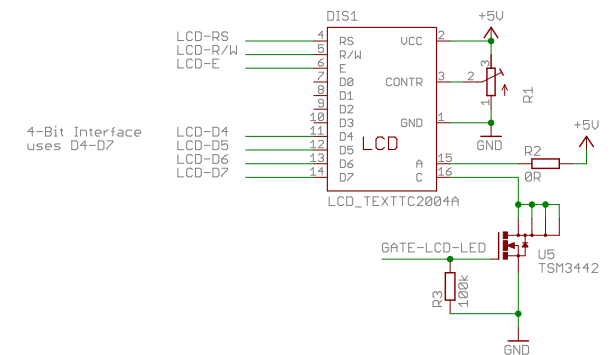 DIS1
+5V
LCD-RS 4 RS VCC 2
LCD-R/W 5 R/W
LCD-E 6 E
7 D0 CONTR 3 2 3 1 R1
8 D1
9 D2
10 D3 GND 1
4-Bit Interface
uses D4-D7
LCD-D4 11 D4
LCD-D5 12 D5
LCD-D6 13 D6 A 15
LCD-D7 14 D7 C 16
LCD
GND
R2
0R
+5V
LCD_TEXTTC2004A
GATE-LCD-LED
U5
TSM3442
R3
100k
GND